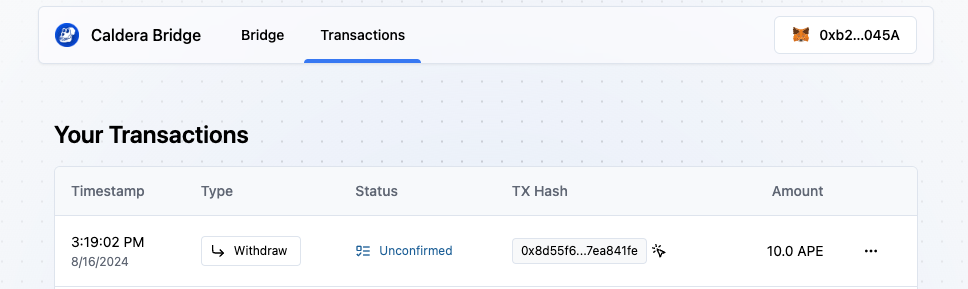 Caldera Bridge Bridge Transactions 0xb2...045A
Your Transactions
Timestamp Type Status TX Hash Amount
3:19:02 PM
8/16/2024
Withdraw Unconfirmed 0x8d55f6...7ea841fe 10.0 APE